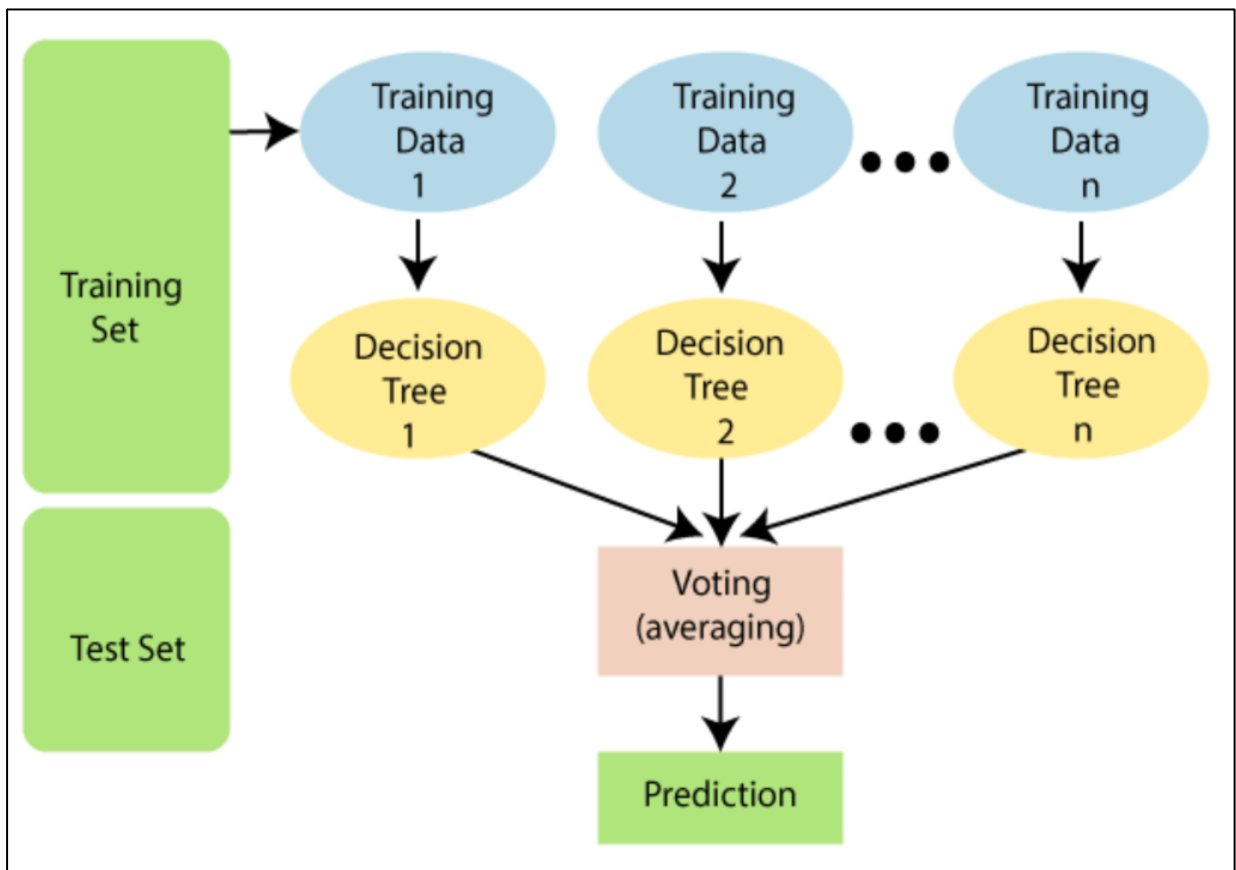 Training
Data
1
Training
Data
2
Training
Data
n
Training
Set
Decision
Tree
1
Decision
Tree
2
Decision
Tree
n
Voting
(averaging)
Test Set
Prediction